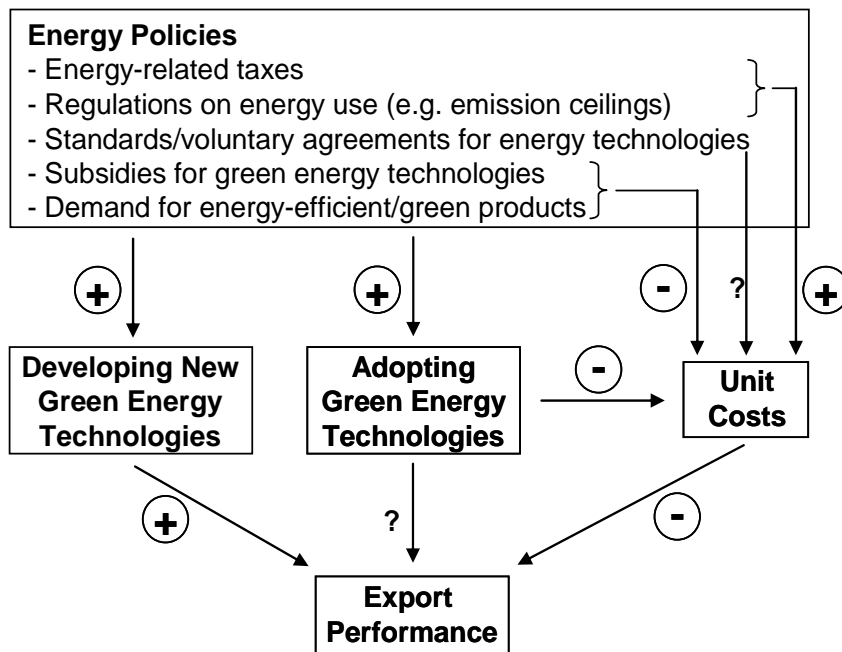 Energy Policies
- Energy-related taxes
- Regulations on energy use (e.g. emission ceilings)
- Standards/voluntary agreements for energy technologies
- Subsidies for green energy technologies
- Demand for energy-efficient/green products
+
+
-
?
+
Developing New
Green Energy
Technologies
Adopting
Green Energy
Technologies
-
Unit
Costs
+
?
-
Export
Performance